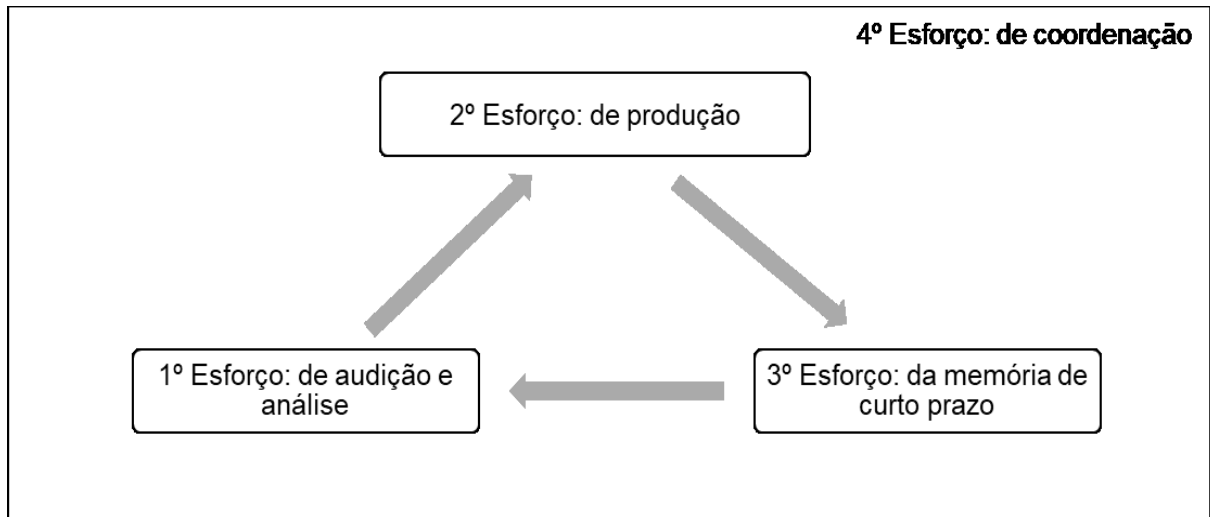 4º Esforço: de coordenação
2º Esforço: de produção
1º Esforço: de audição e
análise
3º Esforço: da memória de
curto prazo